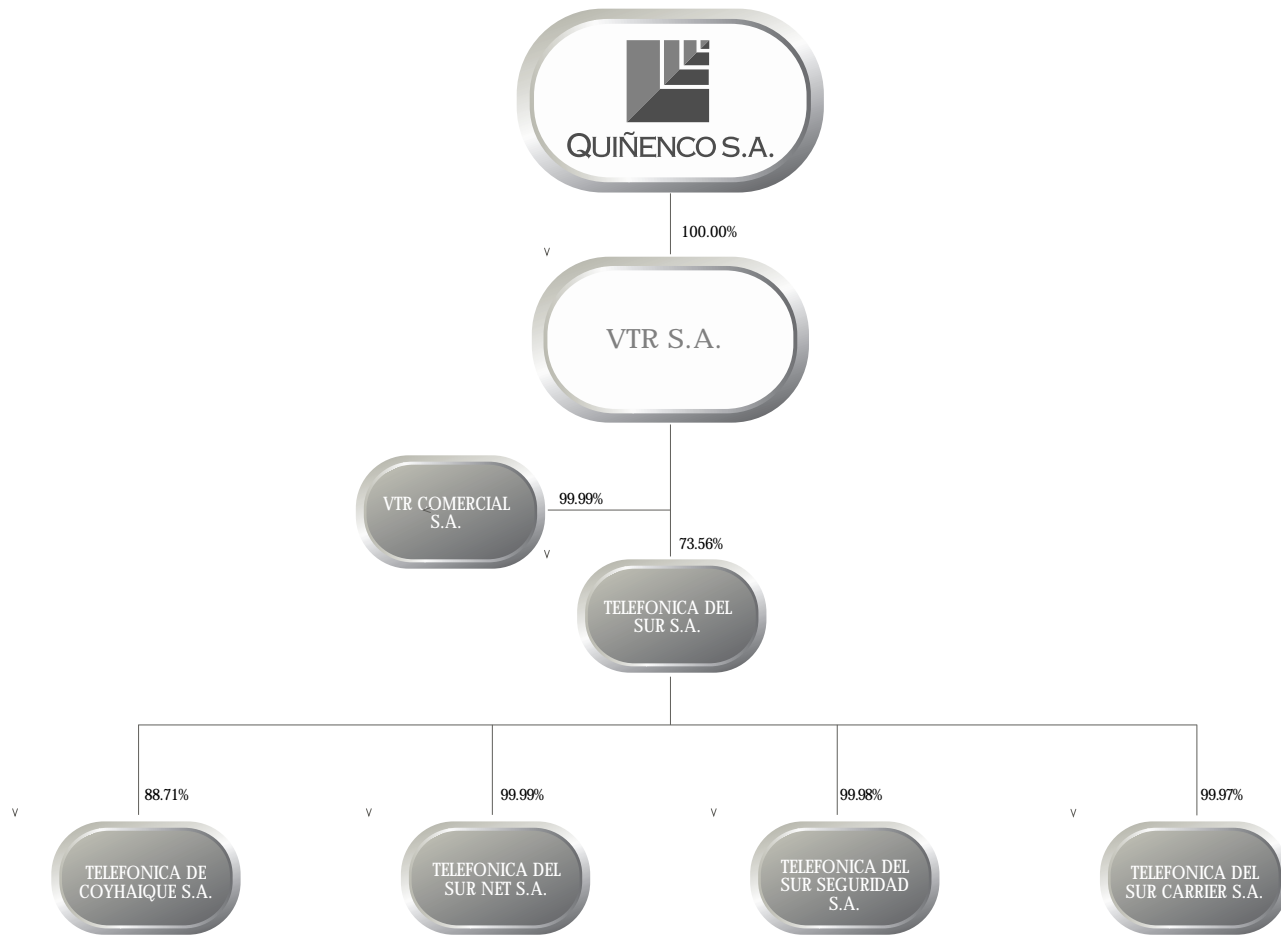 QUIÑENCO S.A.
100.00%
VTR S.A.
99.99%
VTR COMERCIAL
S.A.
73.56%
TELEFONICA DEL
SUR S.A.
88.71%
99.99%
99.98%
99.97%
TELEFONICA DE
COYHAIQUE S.A.
TELEFONICA DEL
SUR NET S.A.
TELEFONICA DEL
SUR SEGURIDAD
S.A.
TELEFONICA DEL
SUR CARRIER S.A.